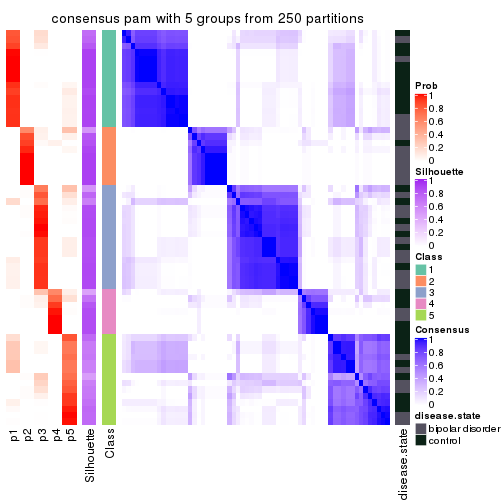 consensus pam with 5 groups from 250 partitions
Prob
1
0.8
0.6
0.4
0.2
0
Silhouette
1
0.8
0.6
0.4
0.2
0
Class
1
2
3
4
5
Consensus
1
0.8
0.6
0.4
0.2
0
disease.state
bipolar disorder
control
p1
p2
p3
p4
p5
Silhouette
Class
disease.state